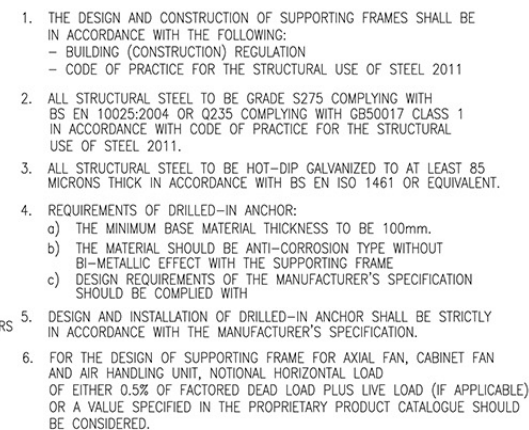 1. THE DESIGN AND CONSTRUCTION OF SUPPORTING FRAMES SHALL BE
IN ACCORDANCE WITH THE FOLLOWING:
– BUILDING (CONSTRUCTION) REGULATION
– CODE OF PRACTICE FOR THE STRUCTURAL USE OF STEEL 2011
2. ALL STRUCTURAL STEEL TO BE GRADE S275 COMPLYING WITH
BS EN 10025:2004 OR Q235 COMPLYING WITH GB50017 CLASS 1
IN ACCORDANCE WITH CODE OF PRACTICE FOR THE STRUCTURAL
USE OF STEEL 2011.
3. ALL STRUCTURAL STEEL TO BE HOT–DIP GALVANIZED TO AT LEAST 85
MICRONS THICK IN ACCORDANCE WITH BS EN ISO 1461 OR EQUIVALENT.
4. REQUIREMENTS OF DRILLED–IN ANCHOR:
a) THE MINIMUM BASE MATERIAL THICKNESS TO BE 100mm.
b) THE MATERIAL SHOULD BE ANTI–CORROSION TYPE WITHOUT
BI–METALLIC EFFECT WITH THE SUPPORTING FRAME
c) DESIGN REQUIREMENTS OF THE MANUFACTURER'S SPECIFICATION
SHOULD BE COMPLIED WITH
RS
5. DESIGN AND INSTALLATION OF DRILLED–IN ANCHOR SHALL BE STRICTLY
IN ACCORDANCE WITH THE MANUFACTURER'S SPECIFICATION.
6. FOR THE DESIGN OF SUPPORTING FRAME FOR AXIAL FAN, CABINET FAN
AND AIR HANDLING UNIT, NOTIONAL HORIZONTAL LOAD
OF EITHER 0.5% OF FACTORED DEAD LOAD PLUS LIVE LOAD (IF APPLICABLE)
OR A VALUE SPECIFIED IN THE PROPRIETARY PRODUCT CATALOGUE SHOULD
BE CONSIDERED.